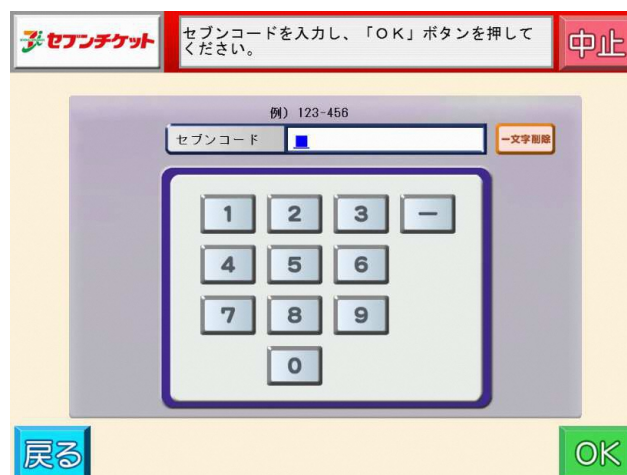 セブンチケット
セブンコードを入力し、「OK」ボタンを押して
ください。
中止
例) 123-456
セブンコード
一文字削除
1 2 3 －
4 5 6
7 8 9
0
戻る
OK